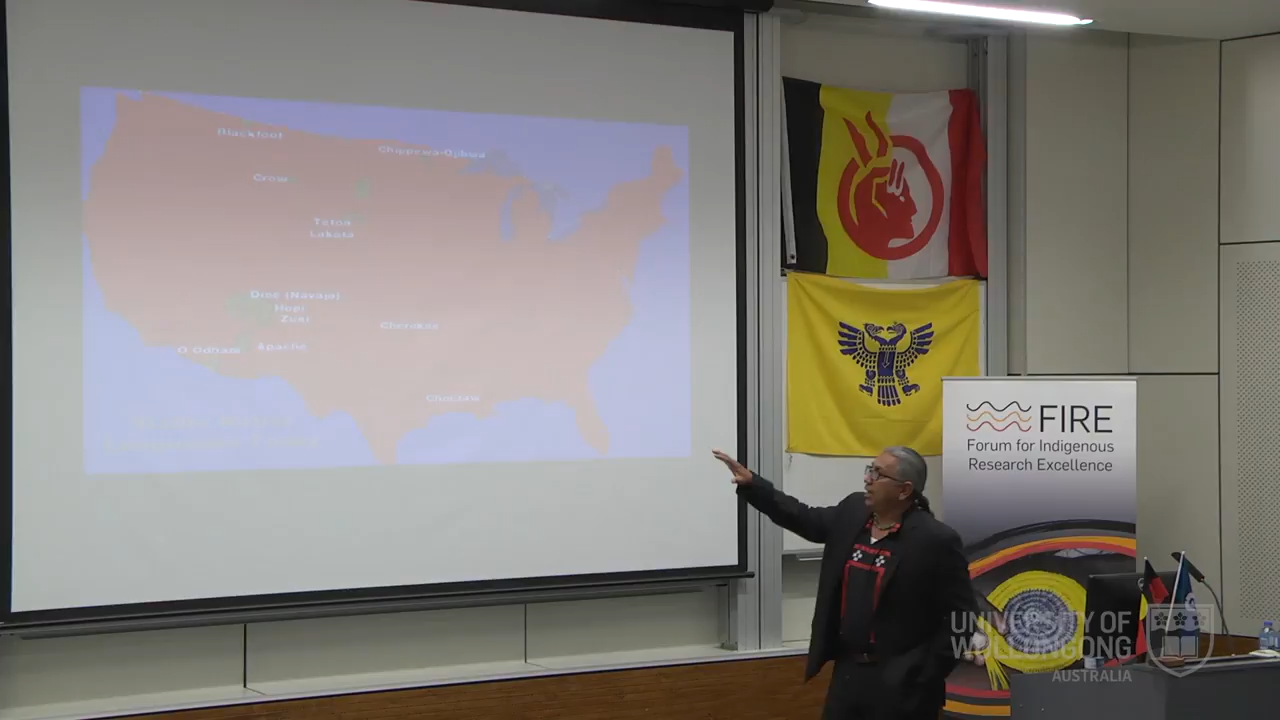 Blackfoot
Chippewa-Ojibwa
Crow
Teton
Lakota
Dine (Navajo)
Hopi
Zuni
Cherokee
O Odham
Apache
Choctaw
FIRE
Forum for Indigenous
Research Excellence
UNIVERSITY OF
WOLLONGONG
AUSTRALIA